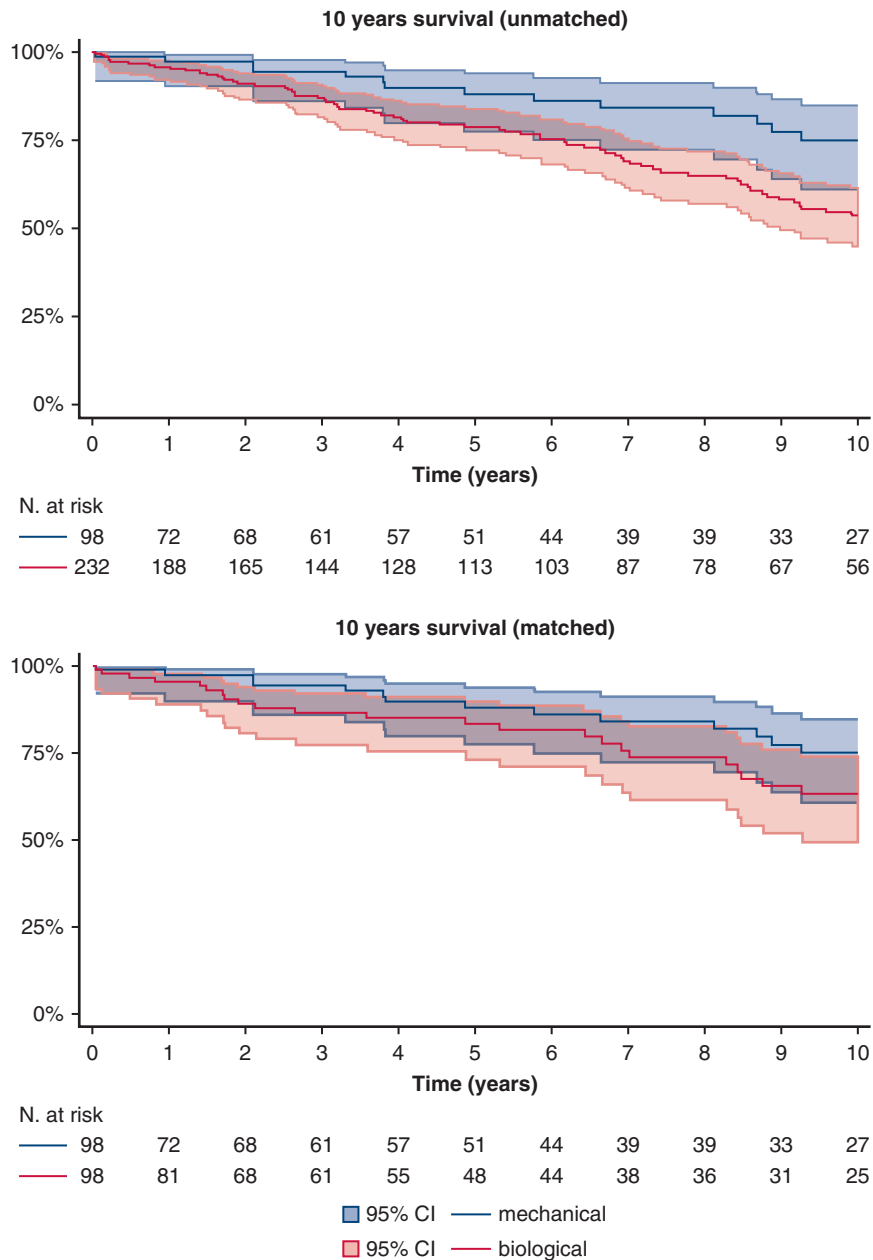 10 years survival (unmatched)
100%
75%
50%
25%
0%
0 1 2 3 4 5 6 7 8 9 10
Time (years)
N. at risk
98 72 68 61 57 51 44 39 39 33 27
232 188 165 144 128 113 103 87 78 67 56
10 years survival (matched)
100%
75%
50%
25%
0%
0 1 2 3 4 5 6 7 8 9 10
Time (years)
N. at risk
98 72 68 61 57 51 44 39 39 33 27
98 81 68 61 55 48 44 38 36 31 25
95% CI mechanical
95% CI biological